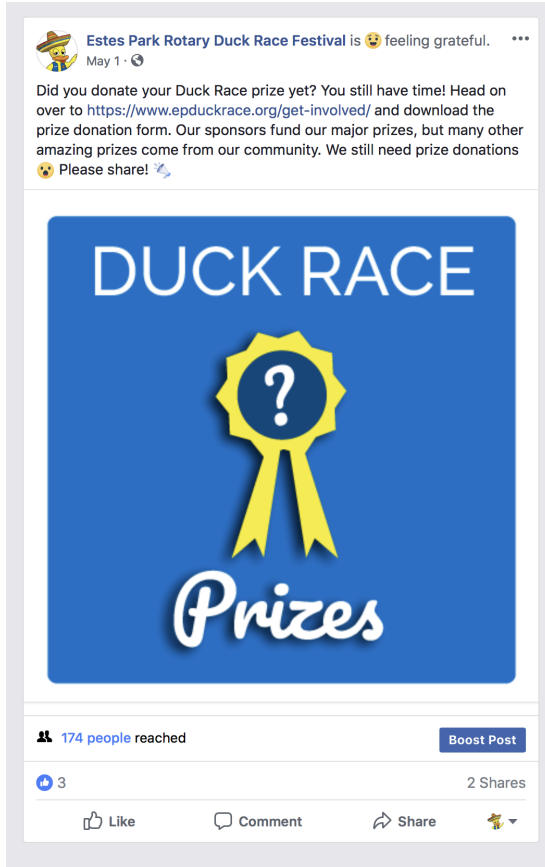 Estes Park Rotary Duck Race Festival is 😉 feeling grateful.
May 1 ·
Did you donate your Duck Race prize yet? You still have time! Head on
over to https://www.epduckrace.org/get-involved/ and download the
prize donation form. Our sponsors fund our major prizes, but many other
amazing prizes come from our community. We still need prize donations
😮 Please share! 
DUCK RACE
?
Prizes
174 people reached
Boost Post
3
2 Shares
Like
Comment
Share